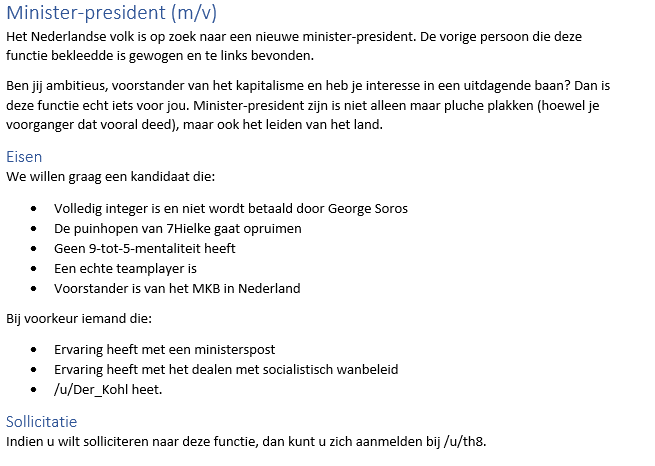 Minister-president (m/v)
Het Nederlandse volk is op zoek naar een nieuwe minister-president. De vorige persoon die deze
functie bekleedde is gewogen en te links bevonden.
Ben jij ambitieus, voorstander van het kapitalisme en heb je interesse in een uitdagende baan? Dan is
deze functie echt iets voor jou. Minister-president zijn is niet alleen maar pluche plakken (hoewel je
voorganger dat vooral deed), maar ook het leiden van het land.
Eisen
We willen graag een kandidaat die:
• Volledig integer is en niet wordt betaald door George Soros
• De puinhopen van 7Hielke gaat opruimen
• Geen 9-tot-5-mentaliteit heeft
• Een echte teamplayer is
• Voorstander is van het MKB in Nederland
Bij voorkeur iemand die:
• Ervaring heeft met een ministerspost
• Ervaring heeft met het dealen met socialistisch wanbeleid
• /u/Der_Kohl heet.
Sollicitatie
Indien u wilt solliciteren naar deze functie, dan kunt u zich aanmelden bij /u/th8.